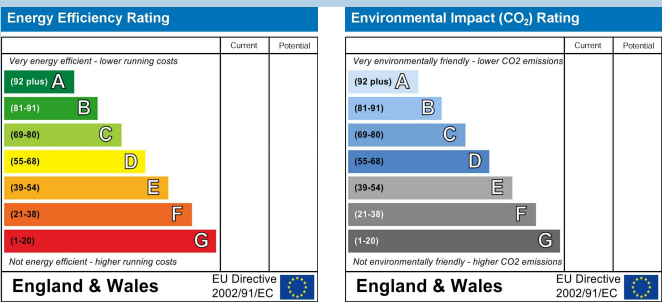 Energy Efficiency Rating
Current Potential
Very energy efficient - lower running costs
(92 plus) A
(81-91) B
(69-80) C
(55-68) D
(39-54) E
(21-38) F
(1-20) G
Not energy efficient - higher running costs
England & Wales
EU Directive
2002/91/EC
Environmental Impact (CO₂) Rating
Current Potential
Very environmentally friendly - lower CO2 emissions
(92 plus) A
(81-91) B
(69-80) C
(55-68) D
(39-54) E
(21-38) F
(1-20) G
Not environmentally friendly - higher CO2 emissions
England & Wales
EU Directive
2002/91/EC